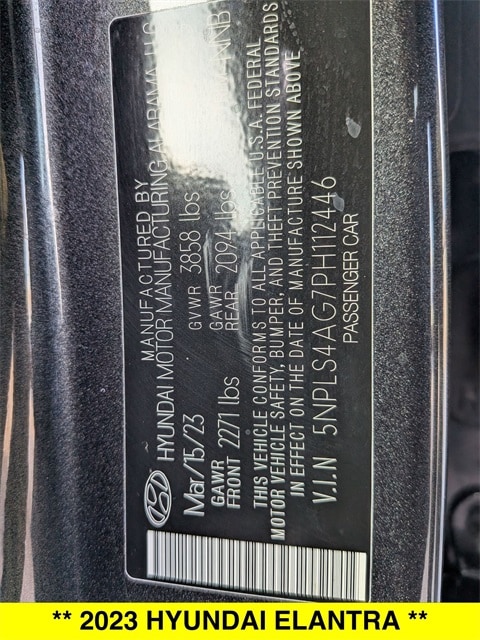 MANUFACTURED BY
HYUNDAI MOTOR MANUFACTURING ALABAMA, LLC
Mar/15/23 GVWR 3858 lbs
GAWR FRONT 2271 lbs GAWR REAR 2094 lbs
THIS VEHICLE CONFORMS TO ALL APPLICABLE U.S.A. FEDERAL
MOTOR VEHICLE SAFETY, BUMPER, AND THEFT PREVENTION STANDARDS
IN EFFECT ON THE DATE OF MANUFACTURE SHOWN ABOVE.
V.I.N 5NPLS4AG7PH112446
PASSENGER CAR
** 2023 HYUNDAI ELANTRA **